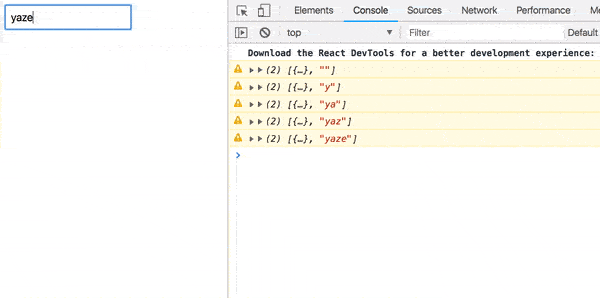 yaze
Elements Console Sources Network Performance Me
top Filter Default
Download the React DevTools for a better development experience:
(2) [{…}, ""]
(2) [{…}, "y"]
(2) [{…}, "ya"]
(2) [{…}, "yaz"]
(2) [{…}, "yaze"]